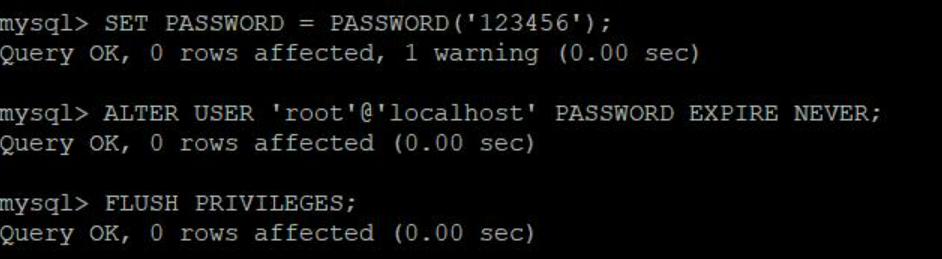 mysql> SET PASSWORD = PASSWORD('123456');
Query OK, 0 rows affected, 1 warning (0.00 sec)
mysql> ALTER USER 'root'@'localhost' PASSWORD EXPIRE NEVER;
Query OK, 0 rows affected (0.00 sec)
mysql> FLUSH PRIVILEGES;
Query OK, 0 rows affected (0.00 sec)